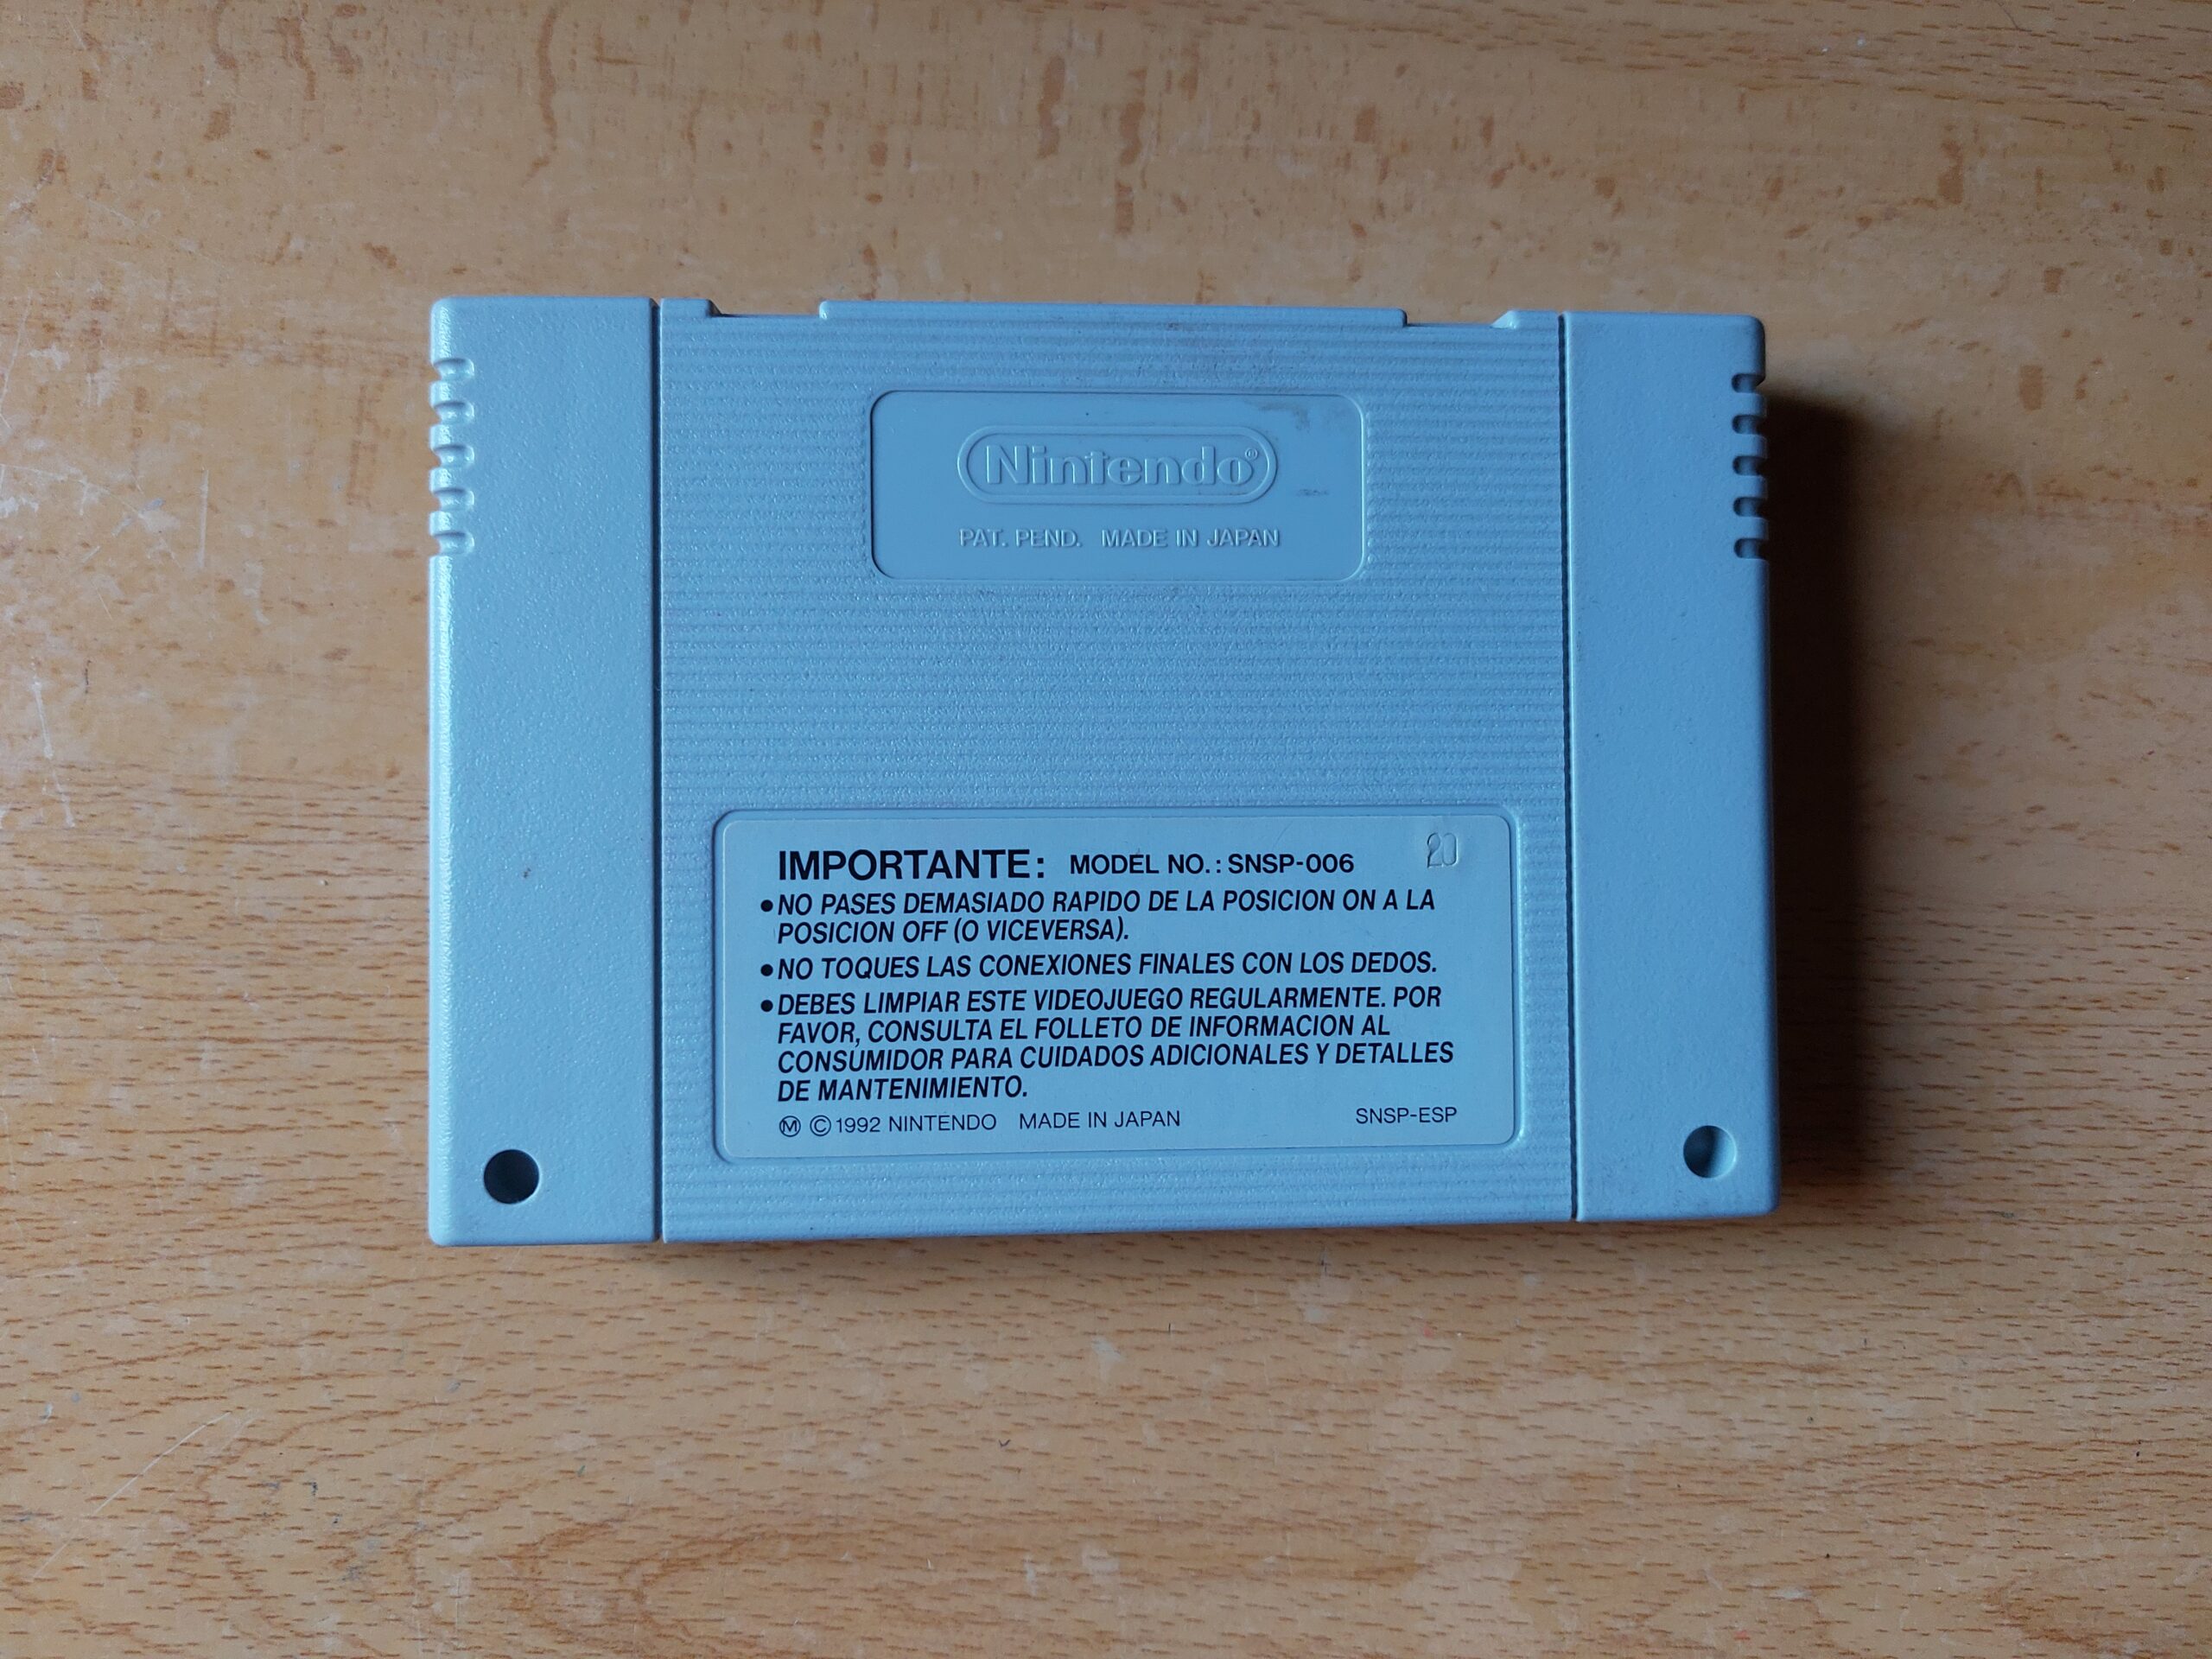 Nintendo®
PAT. PEND. MADE IN JAPAN
IMPORTANTE: MODEL NO.: SNSP-006 20
●NO PASES DEMASIADO RAPIDO DE LA POSICION ON A LA
POSICION OFF (O VICEVERSA).
●NO TOQUES LAS CONEXIONES FINALES CON LOS DEDOS.
●DEBES LIMPIAR ESTE VIDEOJUEGO REGULARMENTE. POR
FAVOR, CONSULTA EL FOLLETO DE INFORMACION AL
CONSUMIDOR PARA CUIDADOS ADICIONALES Y DETALLES
DE MANTENIMIENTO.
Ⓜ ©1992 NINTENDO MADE IN JAPAN SNSP-ESP